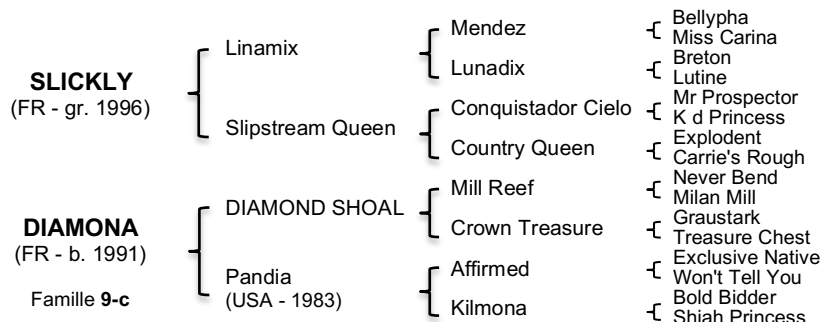 SLICKLY
(FR - gr. 1996)
Linamix
Slipstream Queen
Mendez
Lunadix
Conquistador Cielo
Country Queen
Bellypha
Miss Carina
Breton
Lutine
Mr Prospector
K d Princess
Explodent
Carrie's Rough
DIAMONA
(FR - b. 1991)
Famille 9-c
DIAMOND SHOAL
Pandia
(USA - 1983)
Mill Reef
Crown Treasure
Affirmed
Kilmona
Never Bend
Milan Mill
Graustark
Treasure Chest
Exclusive Native
Won't Tell You
Bold Bidder
Shiah Princess